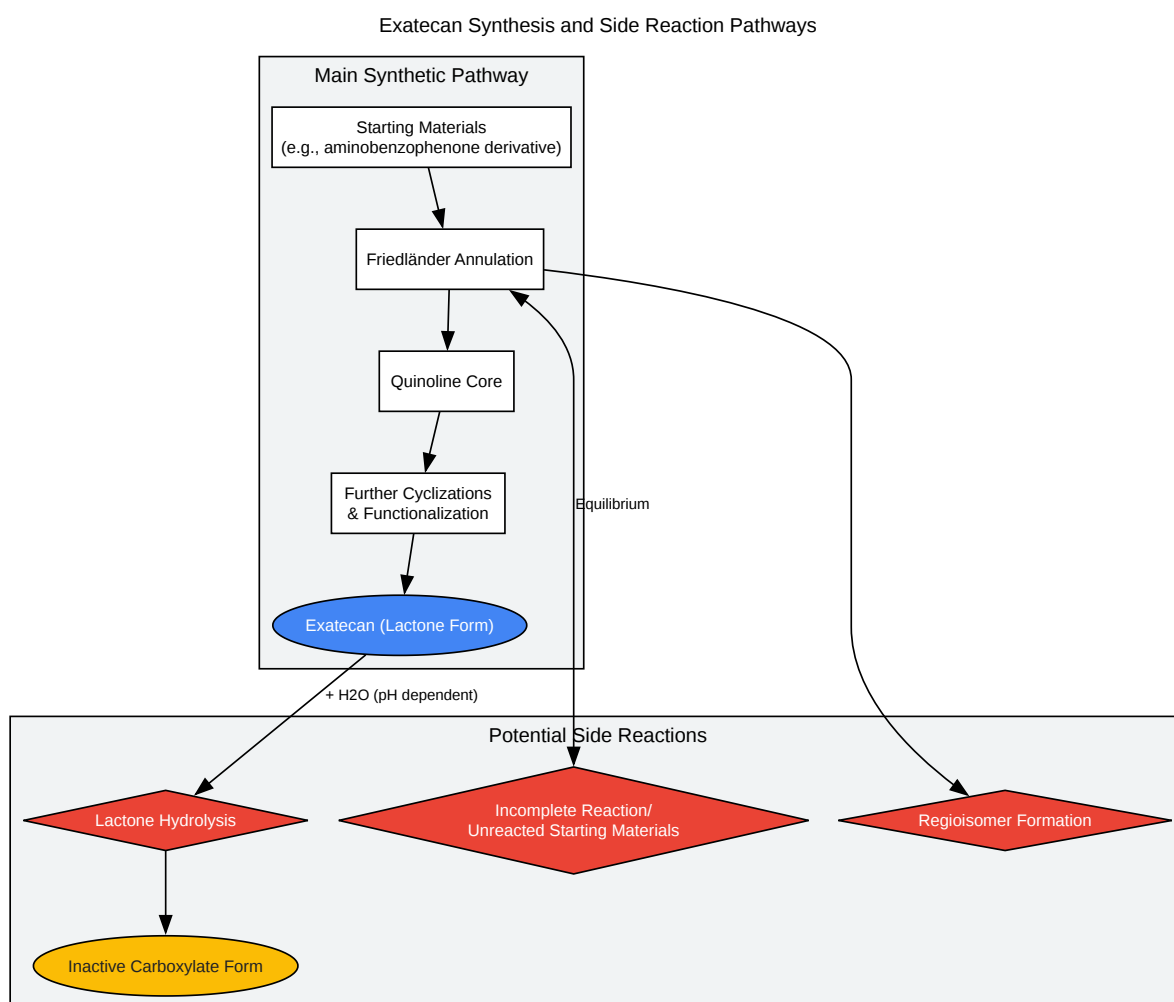 Exatecan Synthesis and Side Reaction Pathways
Main Synthetic Pathway
Starting Materials
(e.g., aminobenzophenone derivative)
Friedländer Annulation
Quinoline Core
Further Cyclizations
& Functionalization
Equilibrium
Exatecan (Lactone Form)
+ H2O (pH dependent)
Potential Side Reactions
Lactone Hydrolysis
Incomplete Reaction/
Unreacted Starting Materials
Regioisomer Formation
Inactive Carboxylate Form